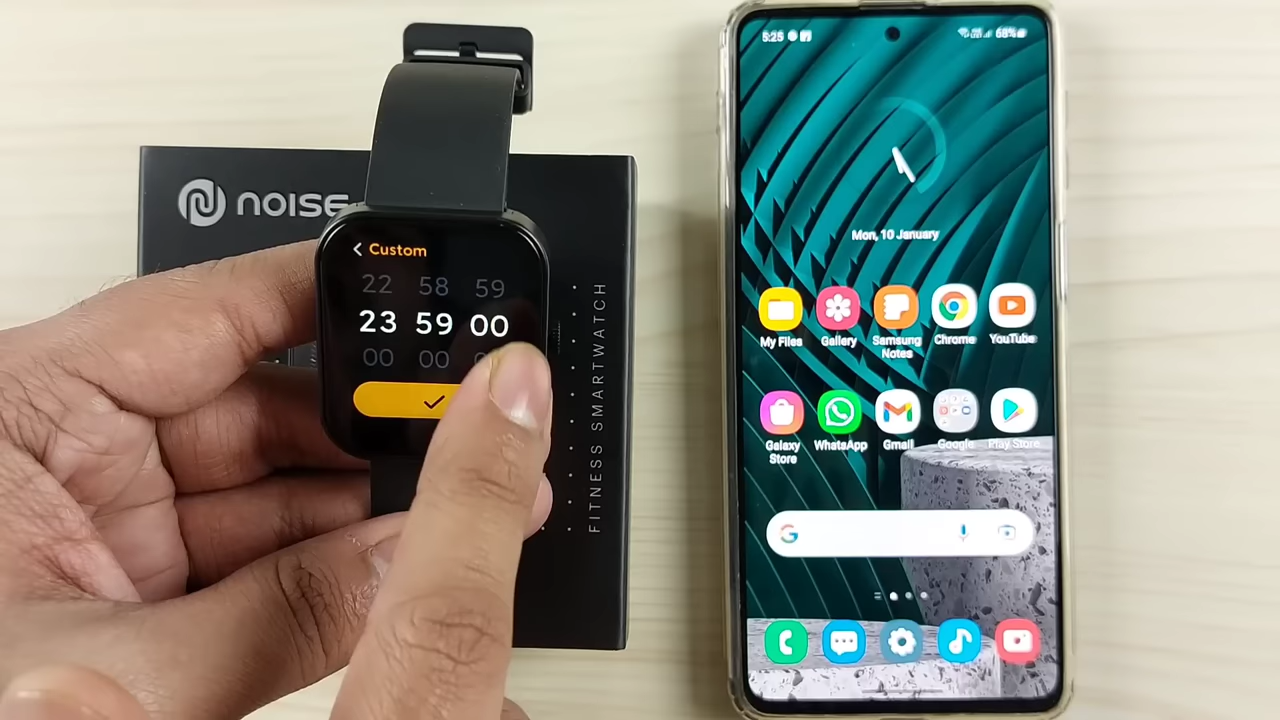 NOISE
Custom
22 58 59
23 59 00
00 00
FITNESS SMARTWATCH
5:25
68%
Mon, 10 January
My Files
Gallery
Samsung
Notes
Chrome
YouTube
Galaxy
Store
WhatsApp
Gmail
Google
Play Store